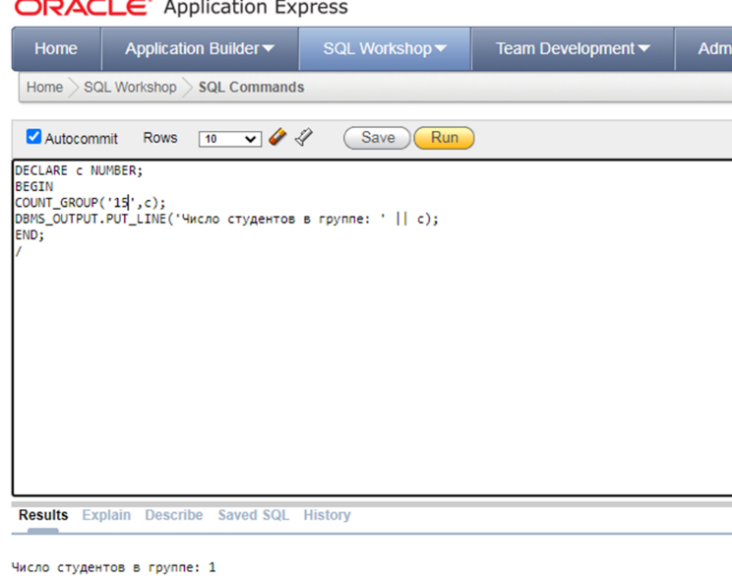 ORACLE Application Express
Home Application Builder SQL Workshop Team Development Adm
Home SQL Workshop SQL Commands
Autocommit Rows 10 Save Run
DECLARE c NUMBER;
BEGIN
COUNT_GROUP('15',c);
DBMS_OUTPUT.PUT_LINE('Число студентов в группе: ' || c);
END;
/
Results Explain Describe Saved SQL History
Число студентов в группе: 1